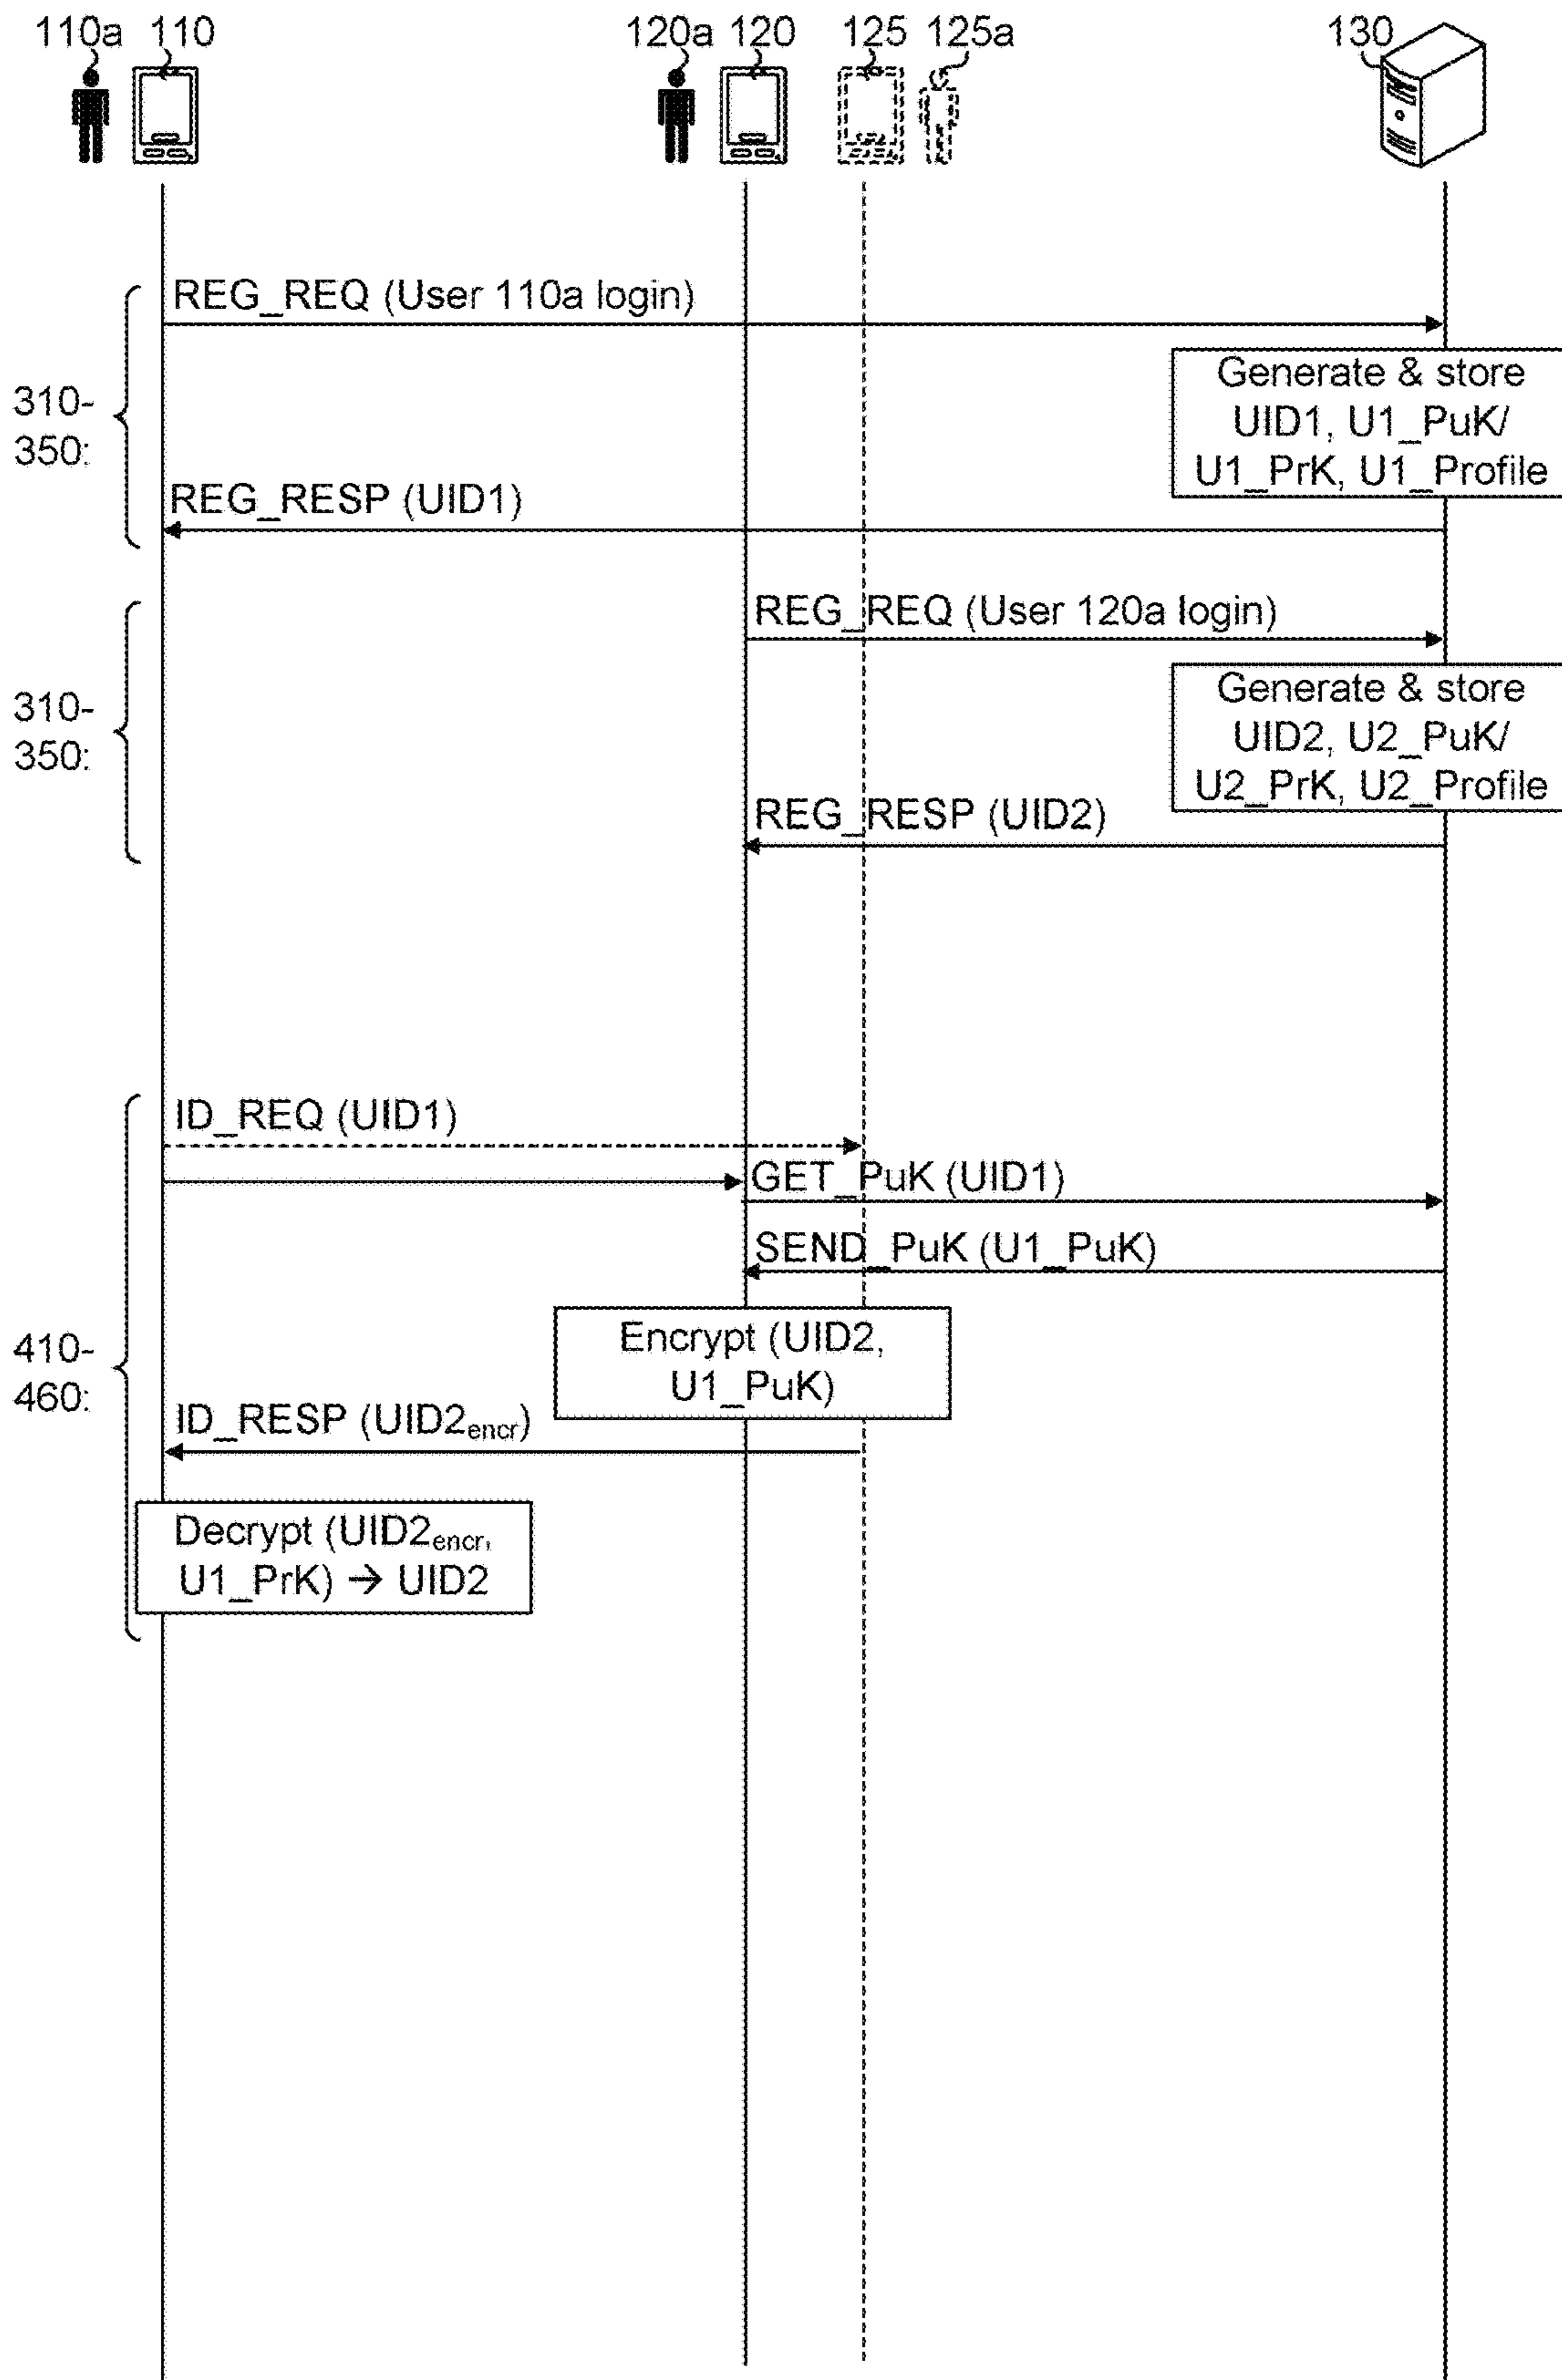 110a 110 120a 120 125 125a 130
REG_REQ (User 110a login)
310-
350:
Generate & store
UID1, U1_PuK/
U1_PrK, U1_Profile
REG_RESP (UID1)
REG_REQ (User 120a login)
310-
350:
Generate & store
UID2, U2_PuK/
U2_PrK, U2_Profile
REG_RESP (UID2)
ID_REQ (UID1)
GET_PuK (UID1)
SEND_PuK (U1_PuK)
410-
460:
Encrypt (UID2,
U1_PuK)
ID_RESP (UID2encr)
Decrypt (UID2encr,
U1_PrK) → UID2